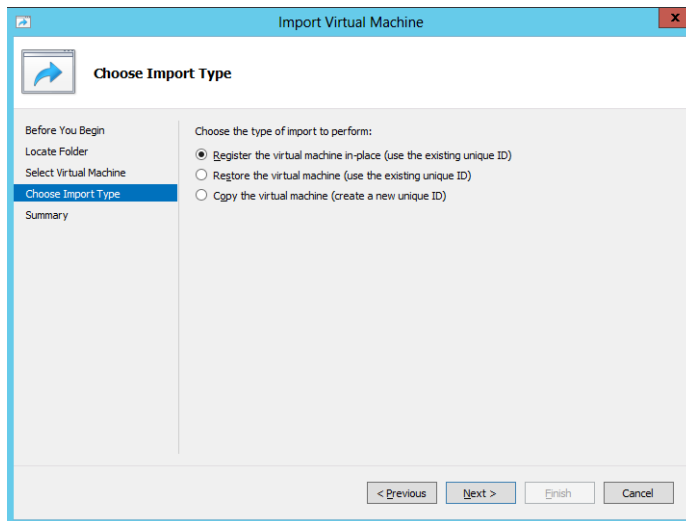 Import Virtual Machine
x
Choose Import Type
Before You Begin
Locate Folder
Select Virtual Machine
Choose Import Type
Summary
Choose the type of import to perform:
Register the virtual machine in-place (use the existing unique ID)
Restore the virtual machine (use the existing unique ID)
Copy the virtual machine (create a new unique ID)
< Previous
Next >
Finish
Cancel